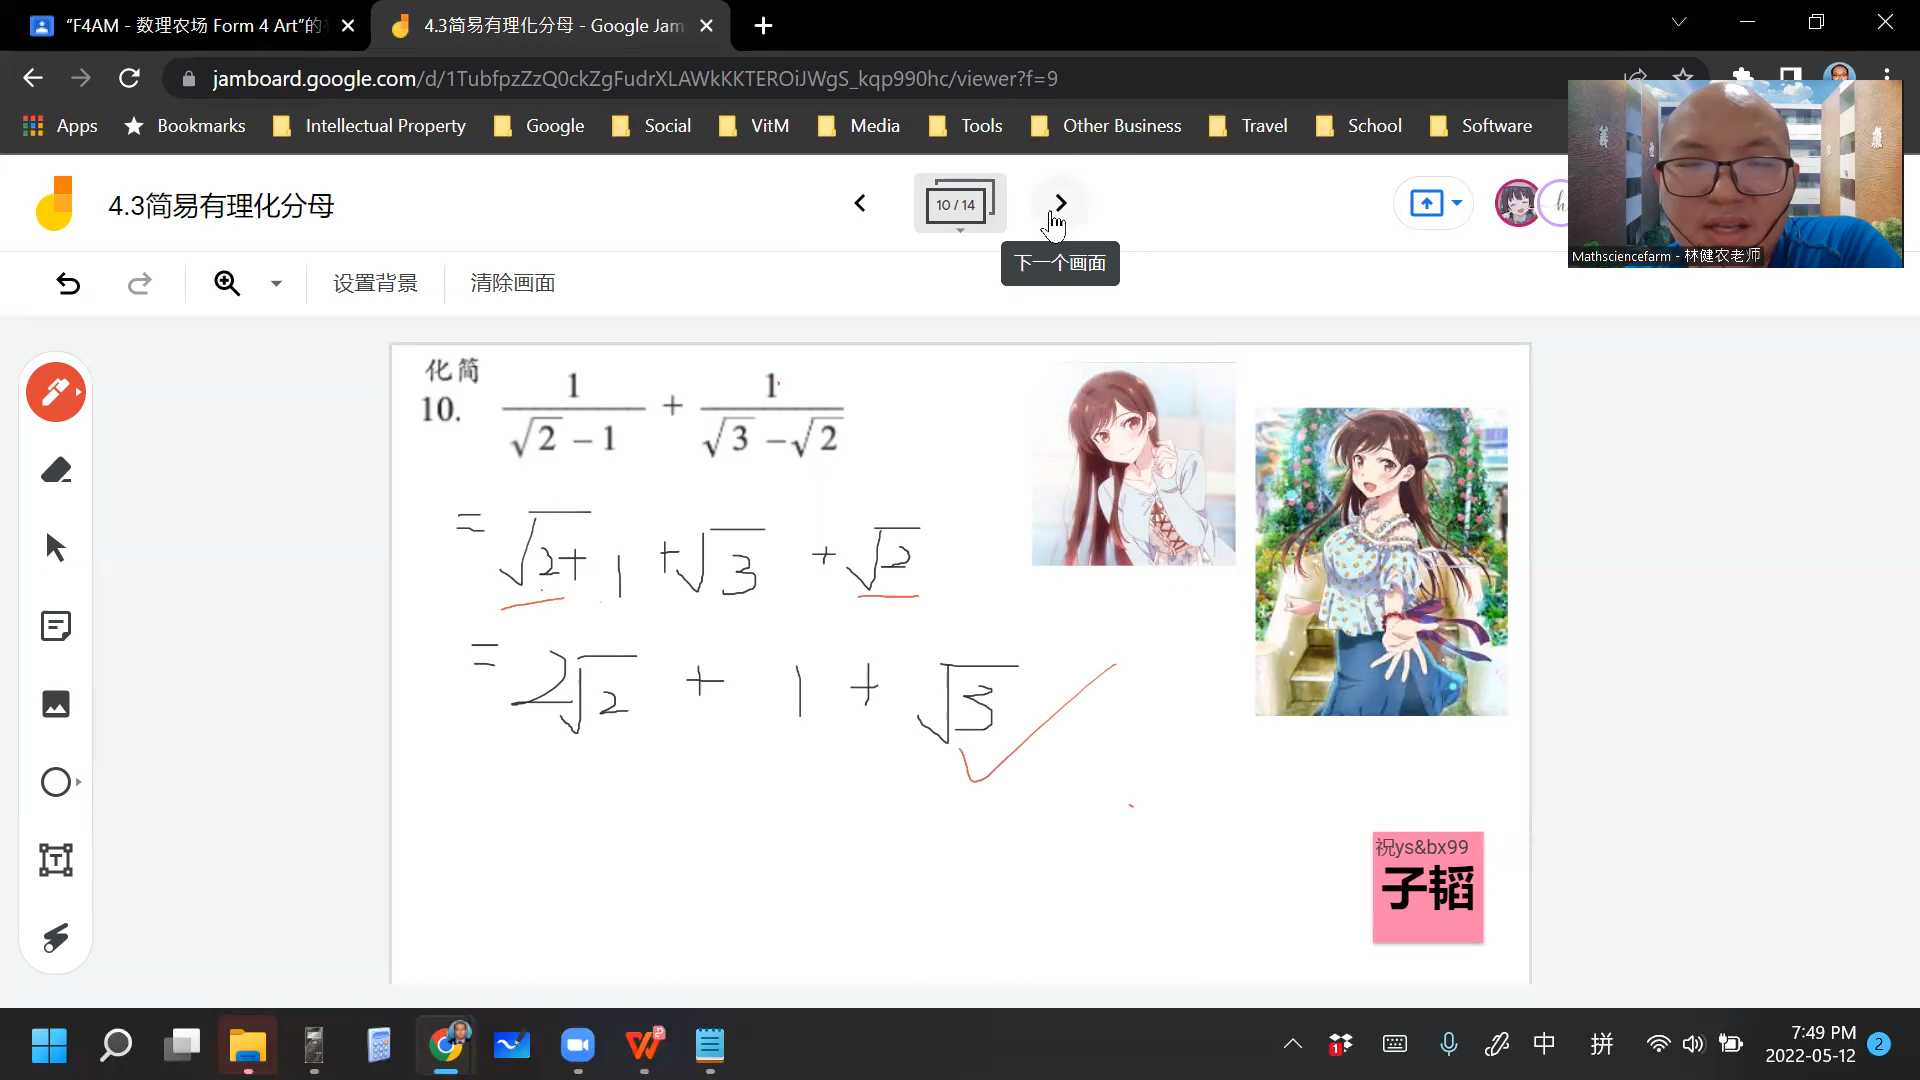 "F4AM - 数理农场 Form 4 Art"的
4.3简易有理化分母 - Google Jam
jamboard.google.com/d/1TubfpzZzQ0ckZgFudrXLAWkKKTEROiJWgS_kqp990hc/viewer?f=9
Apps Bookmarks Intellectual Property Google Social VitM Media Tools Other Business Travel School Software
4.3简易有理化分母
10 / 14
h
下一个画面
Mathsciencefarm - 林健农老师
设置背景 清除画面
化简
10. 1/(√2 - 1) + 1/(√3 - √2)
= √2 + 1 + √3 + √2
= 2√2 + 1 + √3
祝ys&bx99
子韬
1
中 拼
7:49 PM
2022-05-12
2